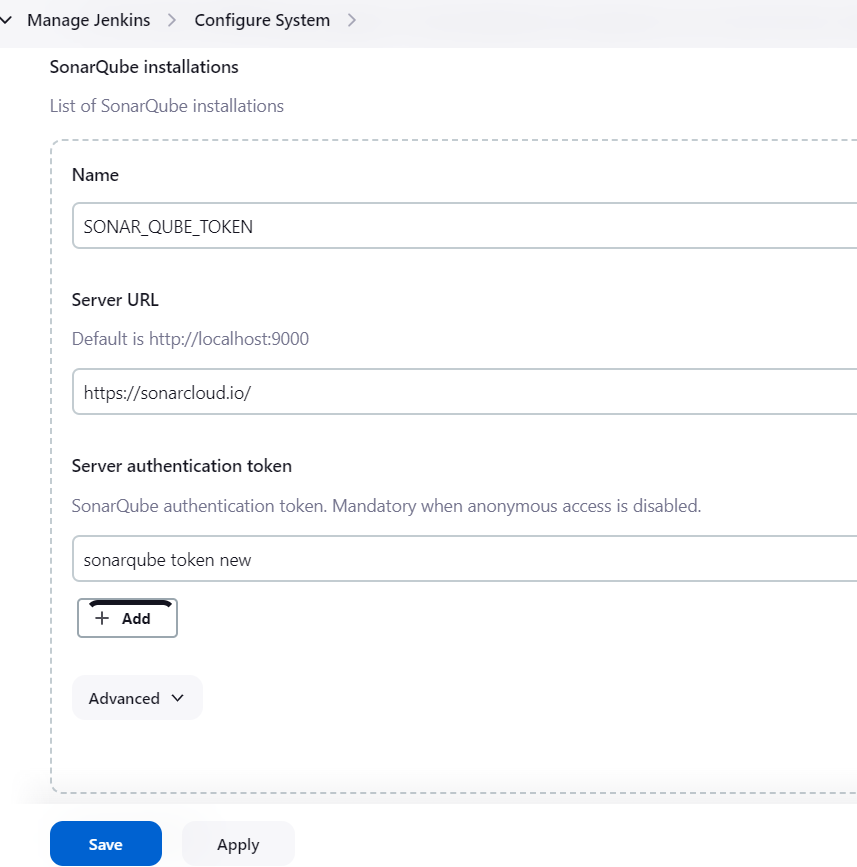 Manage Jenkins > Configure System >
SonarQube installations
List of SonarQube installations
Name
SONAR_QUBE_TOKEN
Server URL
Default is http://localhost:9000
https://sonarcloud.io/
Server authentication token
SonarQube authentication token. Mandatory when anonymous access is disabled.
sonarqube token new
+ Add
Advanced
Save Apply